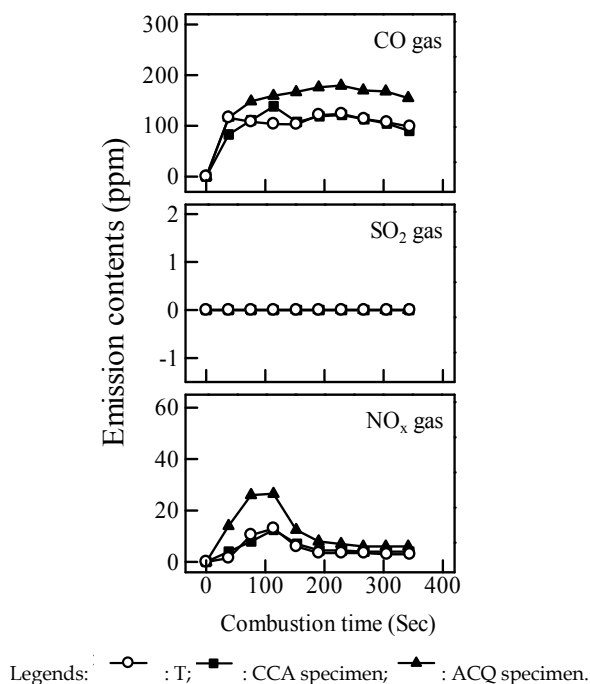 300
CO gas
200
100
0
2
SO₂ gas
1
0
-1
Emission contents (ppm)
60
NOₓ gas
40
20
0
0 100 200 300 400
Combustion time (Sec)
Legends: : T; : CCA specimen; : ACQ specimen.